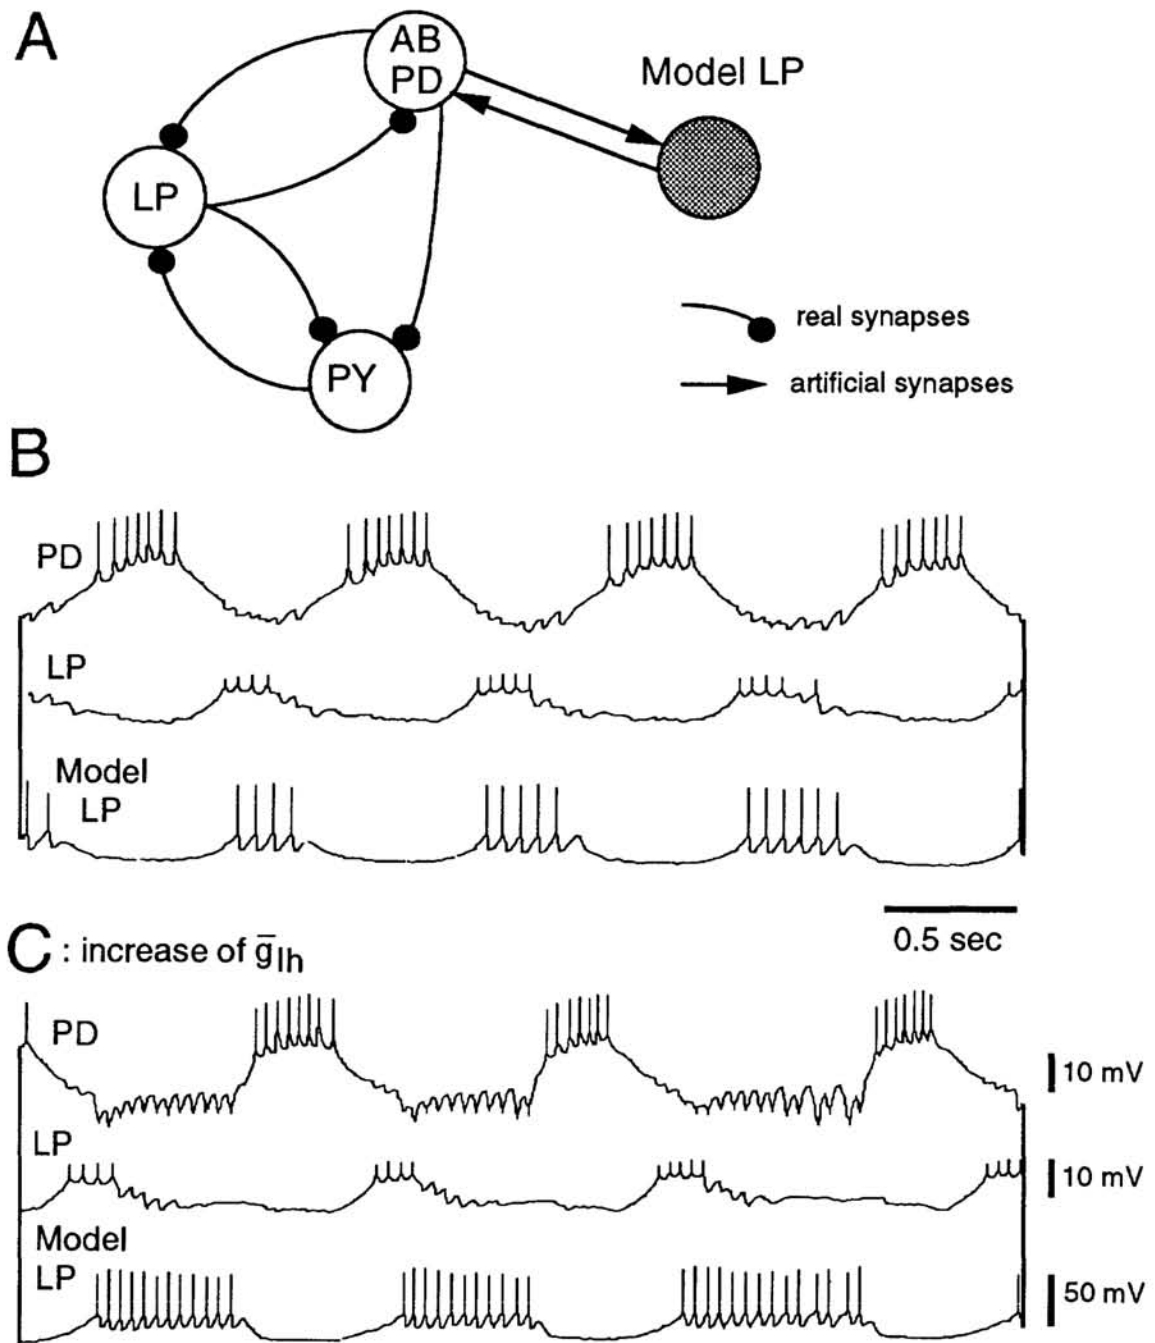 A
AB
PD
Model LP
LP
PY
real synapses
artificial synapses
B
PD
LP
Model
LP
0.5 sec
C : increase of g̅Ih
PD
10 mV
LP
10 mV
Model
LP
50 mV